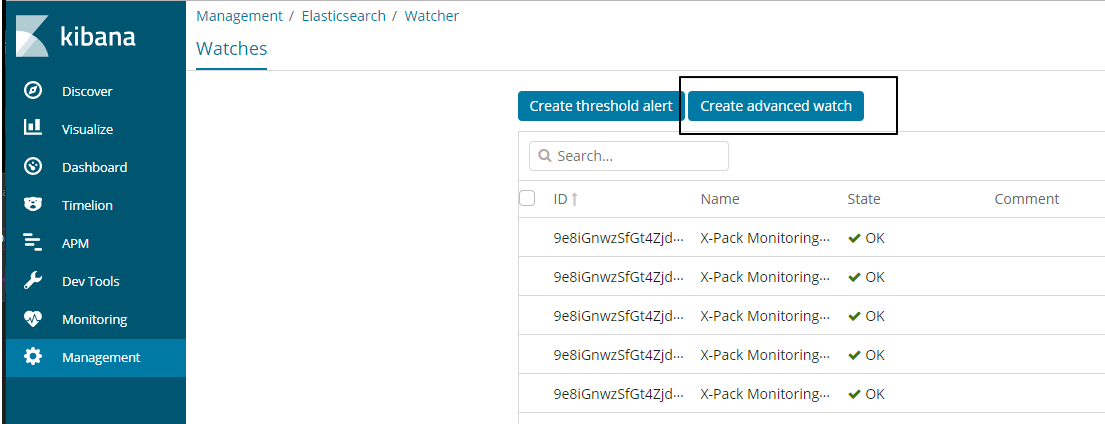 Management / Elasticsearch / Watcher
Watches
kibana
Discover
Visualize
Dashboard
Timelion
APM
Dev Tools
Monitoring
Management
Create threshold alert
Create advanced watch
Search...
ID Name State Comment
9e8iGnwzSfGt4Zjd... X-Pack Monitoring... OK
9e8iGnwzSfGt4Zjd... X-Pack Monitoring... OK
9e8iGnwzSfGt4Zjd... X-Pack Monitoring... OK
9e8iGnwzSfGt4Zjd... X-Pack Monitoring... OK
9e8iGnwzSfGt4Zjd... X-Pack Monitoring... OK